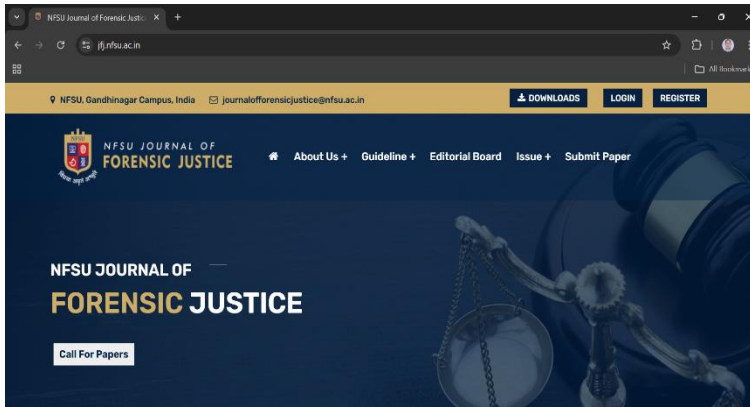 NFSU Journal of Forensic Justic
jfj.nfsu.ac.in
All Bookmark
NFSU, Gandhinagar Campus, India journalofforensicjustice@nfsu.ac.in DOWNLOADS LOGIN REGISTER
NFSU
NFSU JOURNAL OF
FORENSIC JUSTICE
About Us + Guideline + Editorial Board Issue + Submit Paper
NFSU JOURNAL OF
FORENSIC JUSTICE
Call For Papers